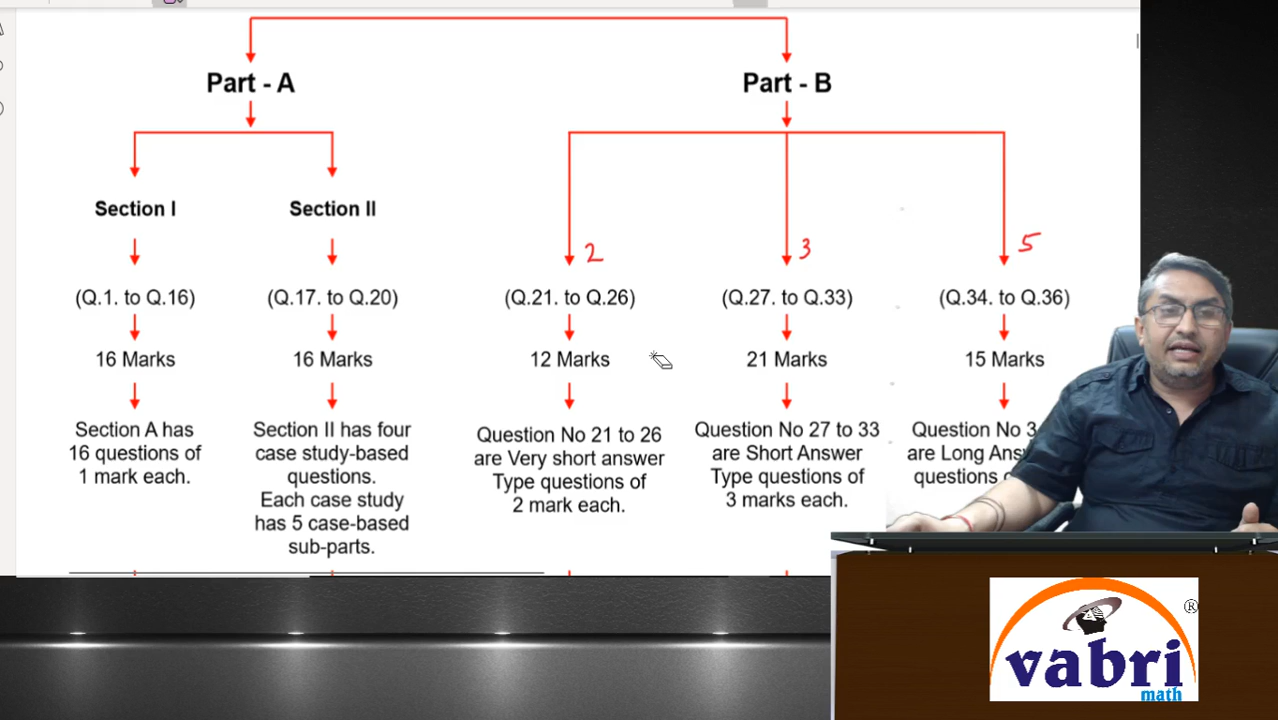 Part - A
Part - B
Section I
Section II
2
3
5
(Q.1. to Q.16)
(Q.17. to Q.20)
(Q.21. to Q.26)
(Q.27. to Q.33)
(Q.34. to Q.36)
16 Marks
16 Marks
12 Marks
21 Marks
15 Marks
Section A has
16 questions of
1 mark each.
Section II has four
case study-based
questions.
Each case study
has 5 case-based
sub-parts.
Question No 21 to 26
are Very short answer
Type questions of
2 mark each.
Question No 27 to 33
are Short Answer
Type questions of
3 marks each.
Question No
are Long
questions
vabri
math
®